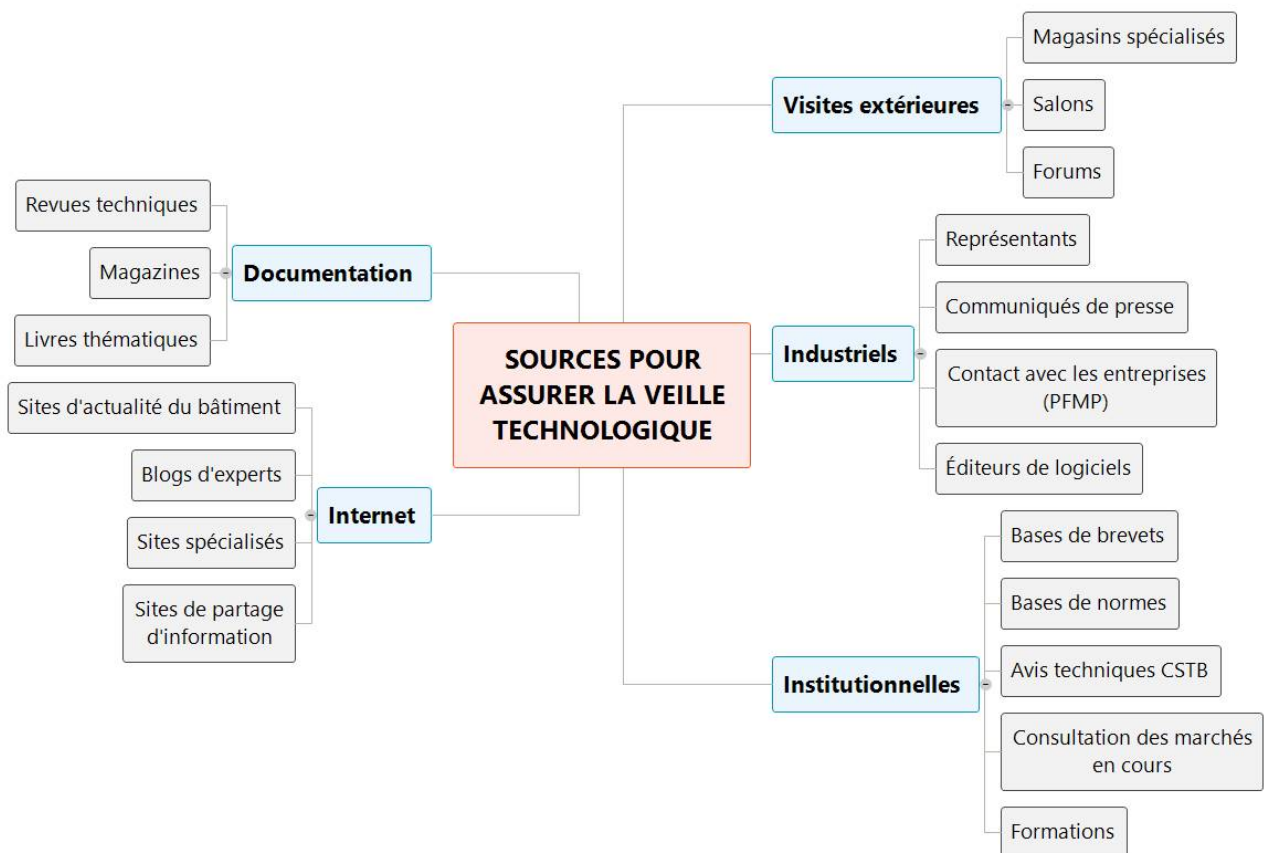 SOURCES POUR
ASSURER LA VEILLE
TECHNOLOGIQUE
Documentation
Revues techniques
Magazines
Livres thématiques
Internet
Sites d'actualité du bâtiment
Blogs d'experts
Sites spécialisés
Sites de partage
d'information
Visites extérieures
Magasins spécialisés
Salons
Forums
Industriels
Représentants
Communiqués de presse
Contact avec les entreprises
(PFMP)
Éditeurs de logiciels
Institutionnelles
Bases de brevets
Bases de normes
Avis techniques CSTB
Consultation des marchés
en cours
Formations